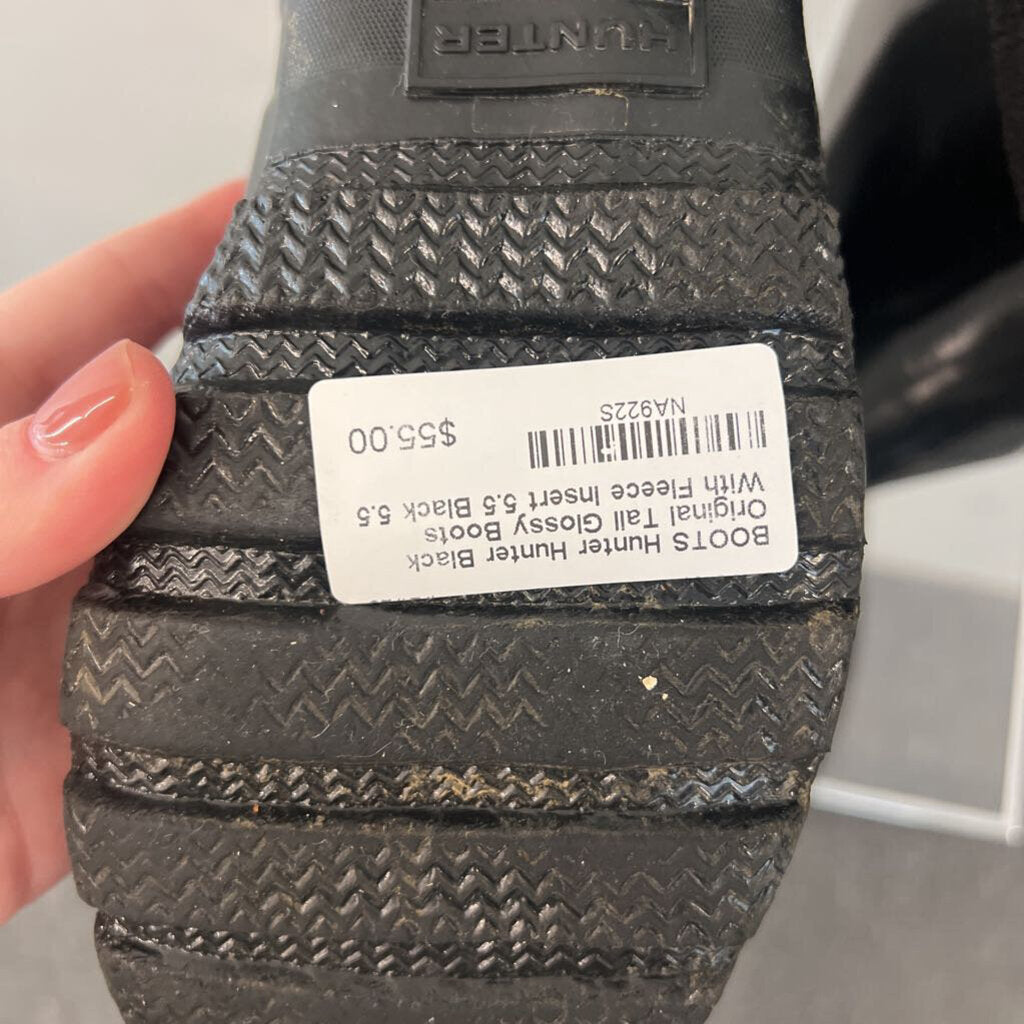 HUNTER
BOOTS Hunter Hunter Black
Original Tall Glossy Boots
With Fleece Insert 5.5 Black 5.5
NA922S
$55.00